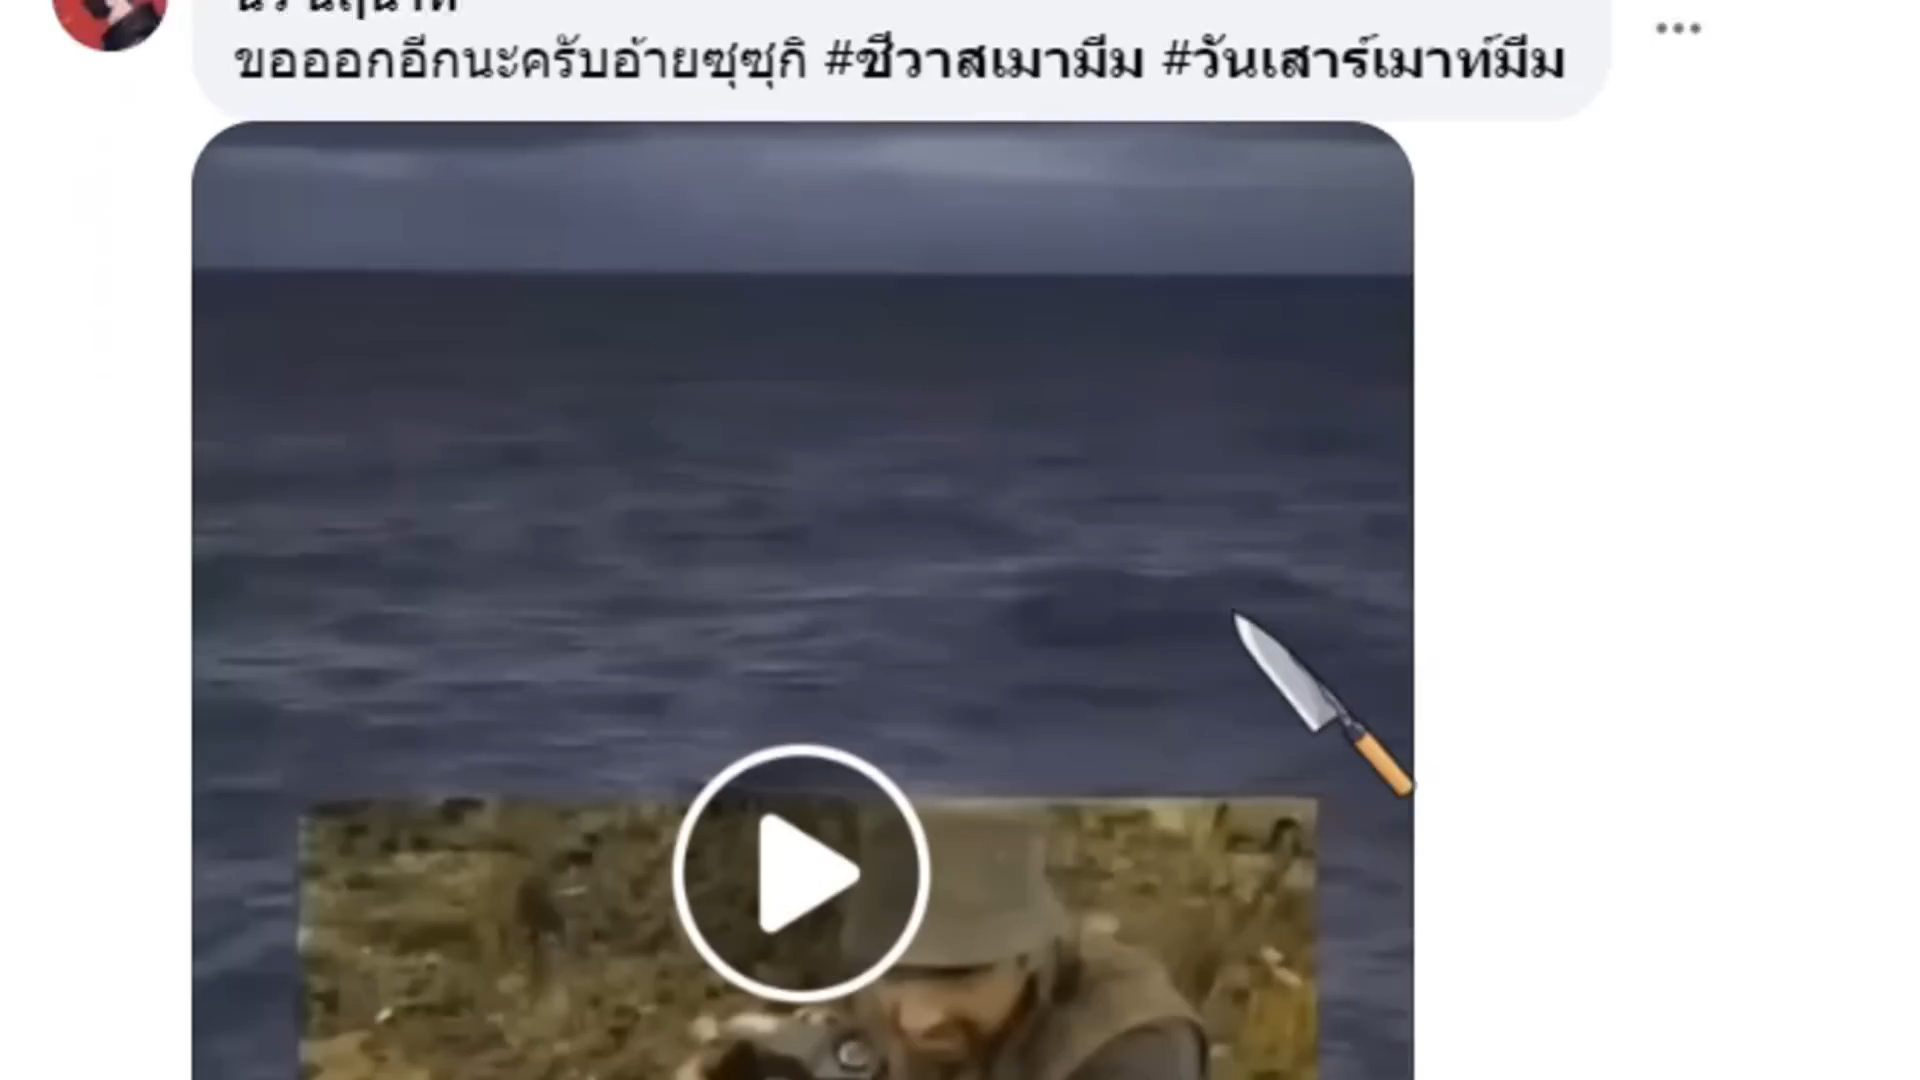 ขอออกอีกนะครับอ้ายซุซุกิ #ชีวาสเมามีม #วันเสาร์เมาท์มีม